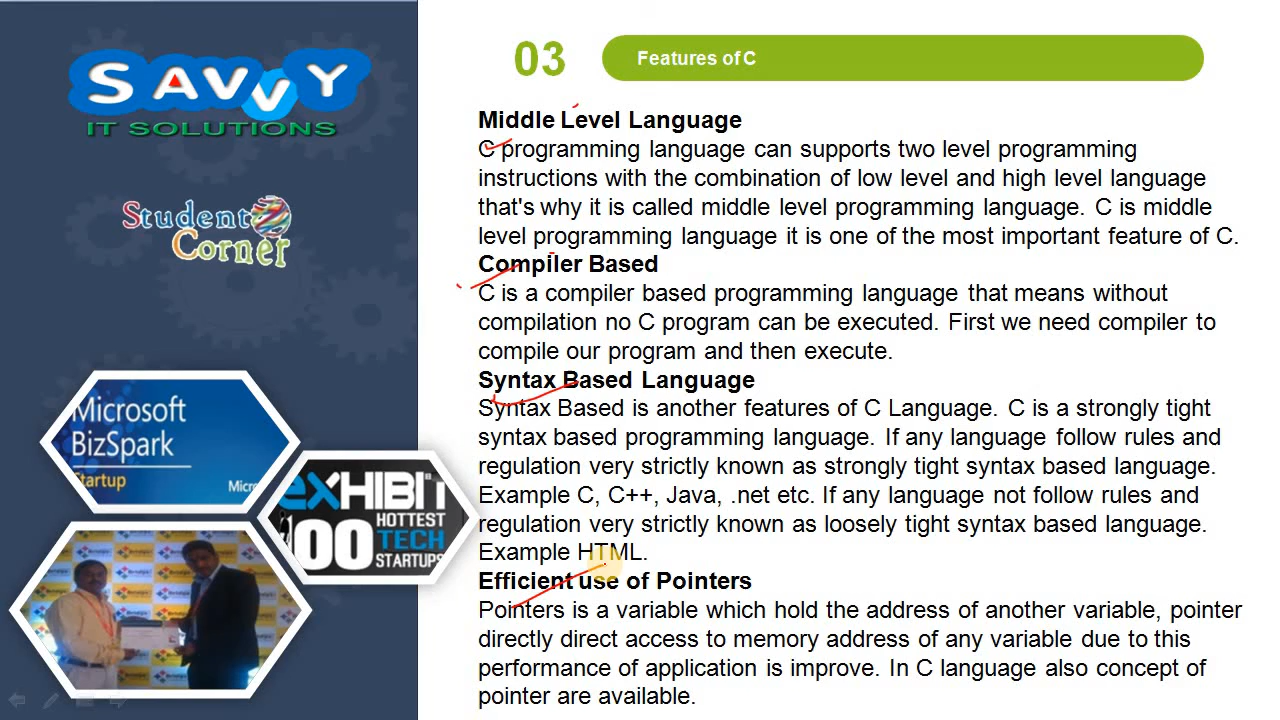 SAVVY
IT SOLUTIONS
Student
Corner
Microsoft
BizSpark
Startup
Micr
exHIBIT
100 HOTTEST
TECH
STARTUPS
03
Features of C
Middle Level Language
C programming language can supports two level programming
instructions with the combination of low level and high level language
that's why it is called middle level programming language. C is middle
level programming language it is one of the most important feature of C.
Compiler Based
C is a compiler based programming language that means without
compilation no C program can be executed. First we need compiler to
compile our program and then execute.
Syntax Based Language
Syntax Based is another features of C Language. C is a strongly tight
syntax based programming language. If any language follow rules and
regulation very strictly known as strongly tight syntax based language.
Example C, C++, Java, .net etc. If any language not follow rules and
regulation very strictly known as loosely tight syntax based language.
Example HTML.
Efficient use of Pointers
Pointers is a variable which hold the address of another variable, pointer
directly direct access to memory address of any variable due to this
performance of application is improve. In C language also concept of
pointer are available.